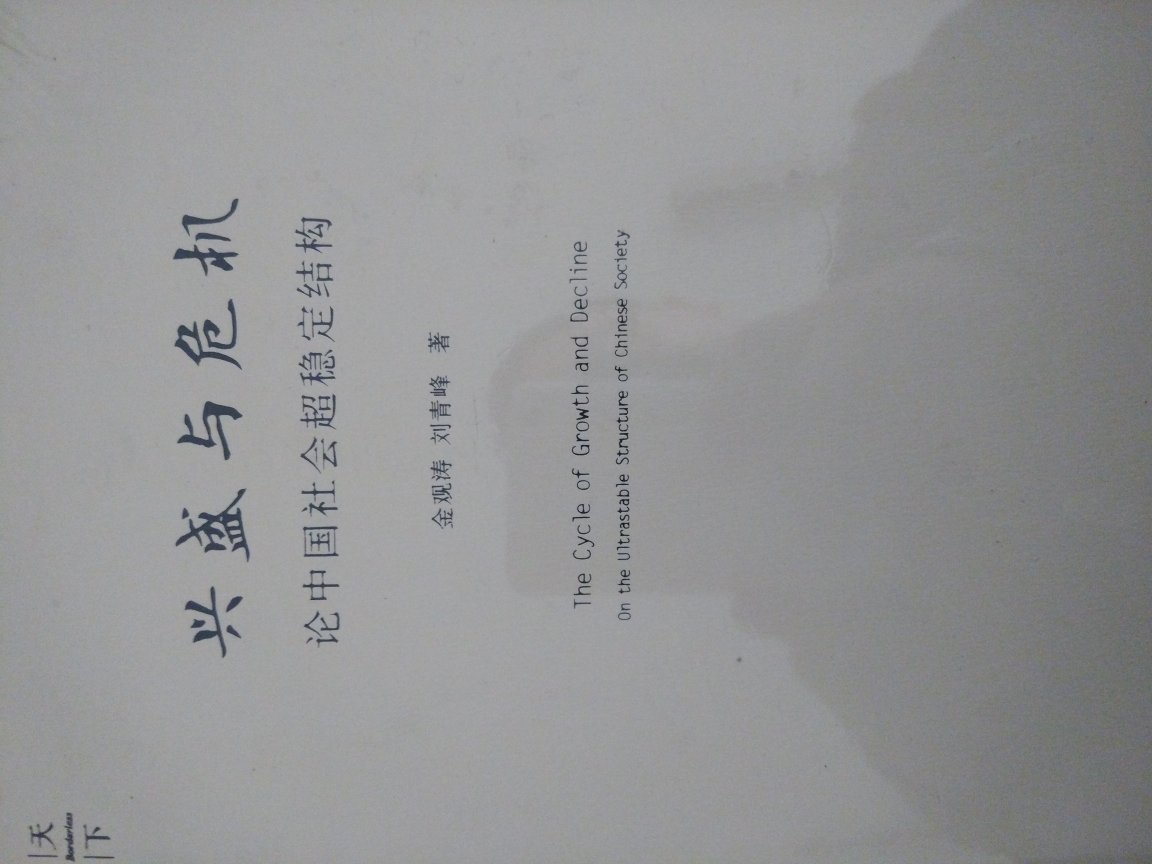 天
Borderless
下
兴盛与危机
论中国社会超稳定结构
金观涛 刘青峰 著
The Cycle of Growth and Decline
On the Ultrastable Structure of Chinese Society